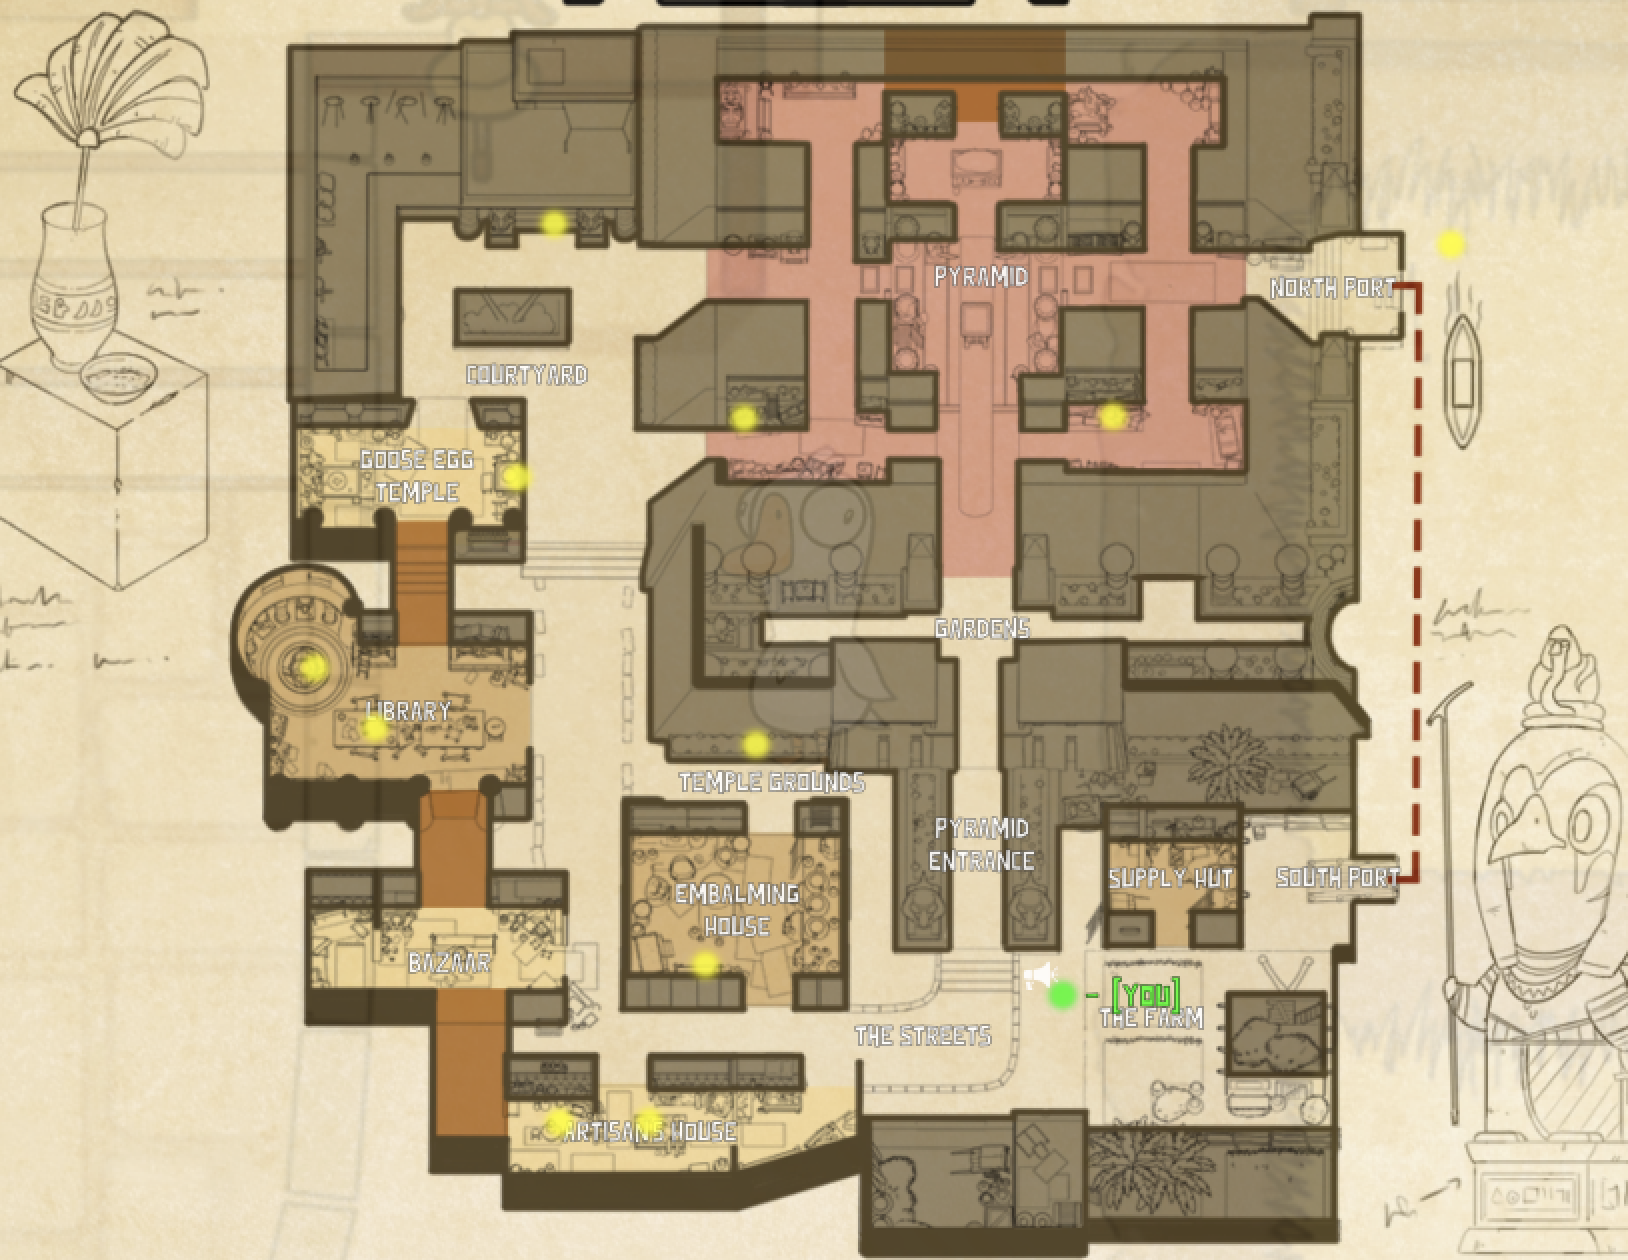 PYRAMID
NORTH PORT
COURTYARD
GOOSE EGG
TEMPLE
GARDENS
LIBRARY
TEMPLE GROUNDS
PYRAMID
ENTRANCE
SUPPLY HUT
SOUTH PORT
EMBALMING
HOUSE
BAZAAR
- [YOU]
THE FARM
THE STREETS
ARTISANS HOUSE